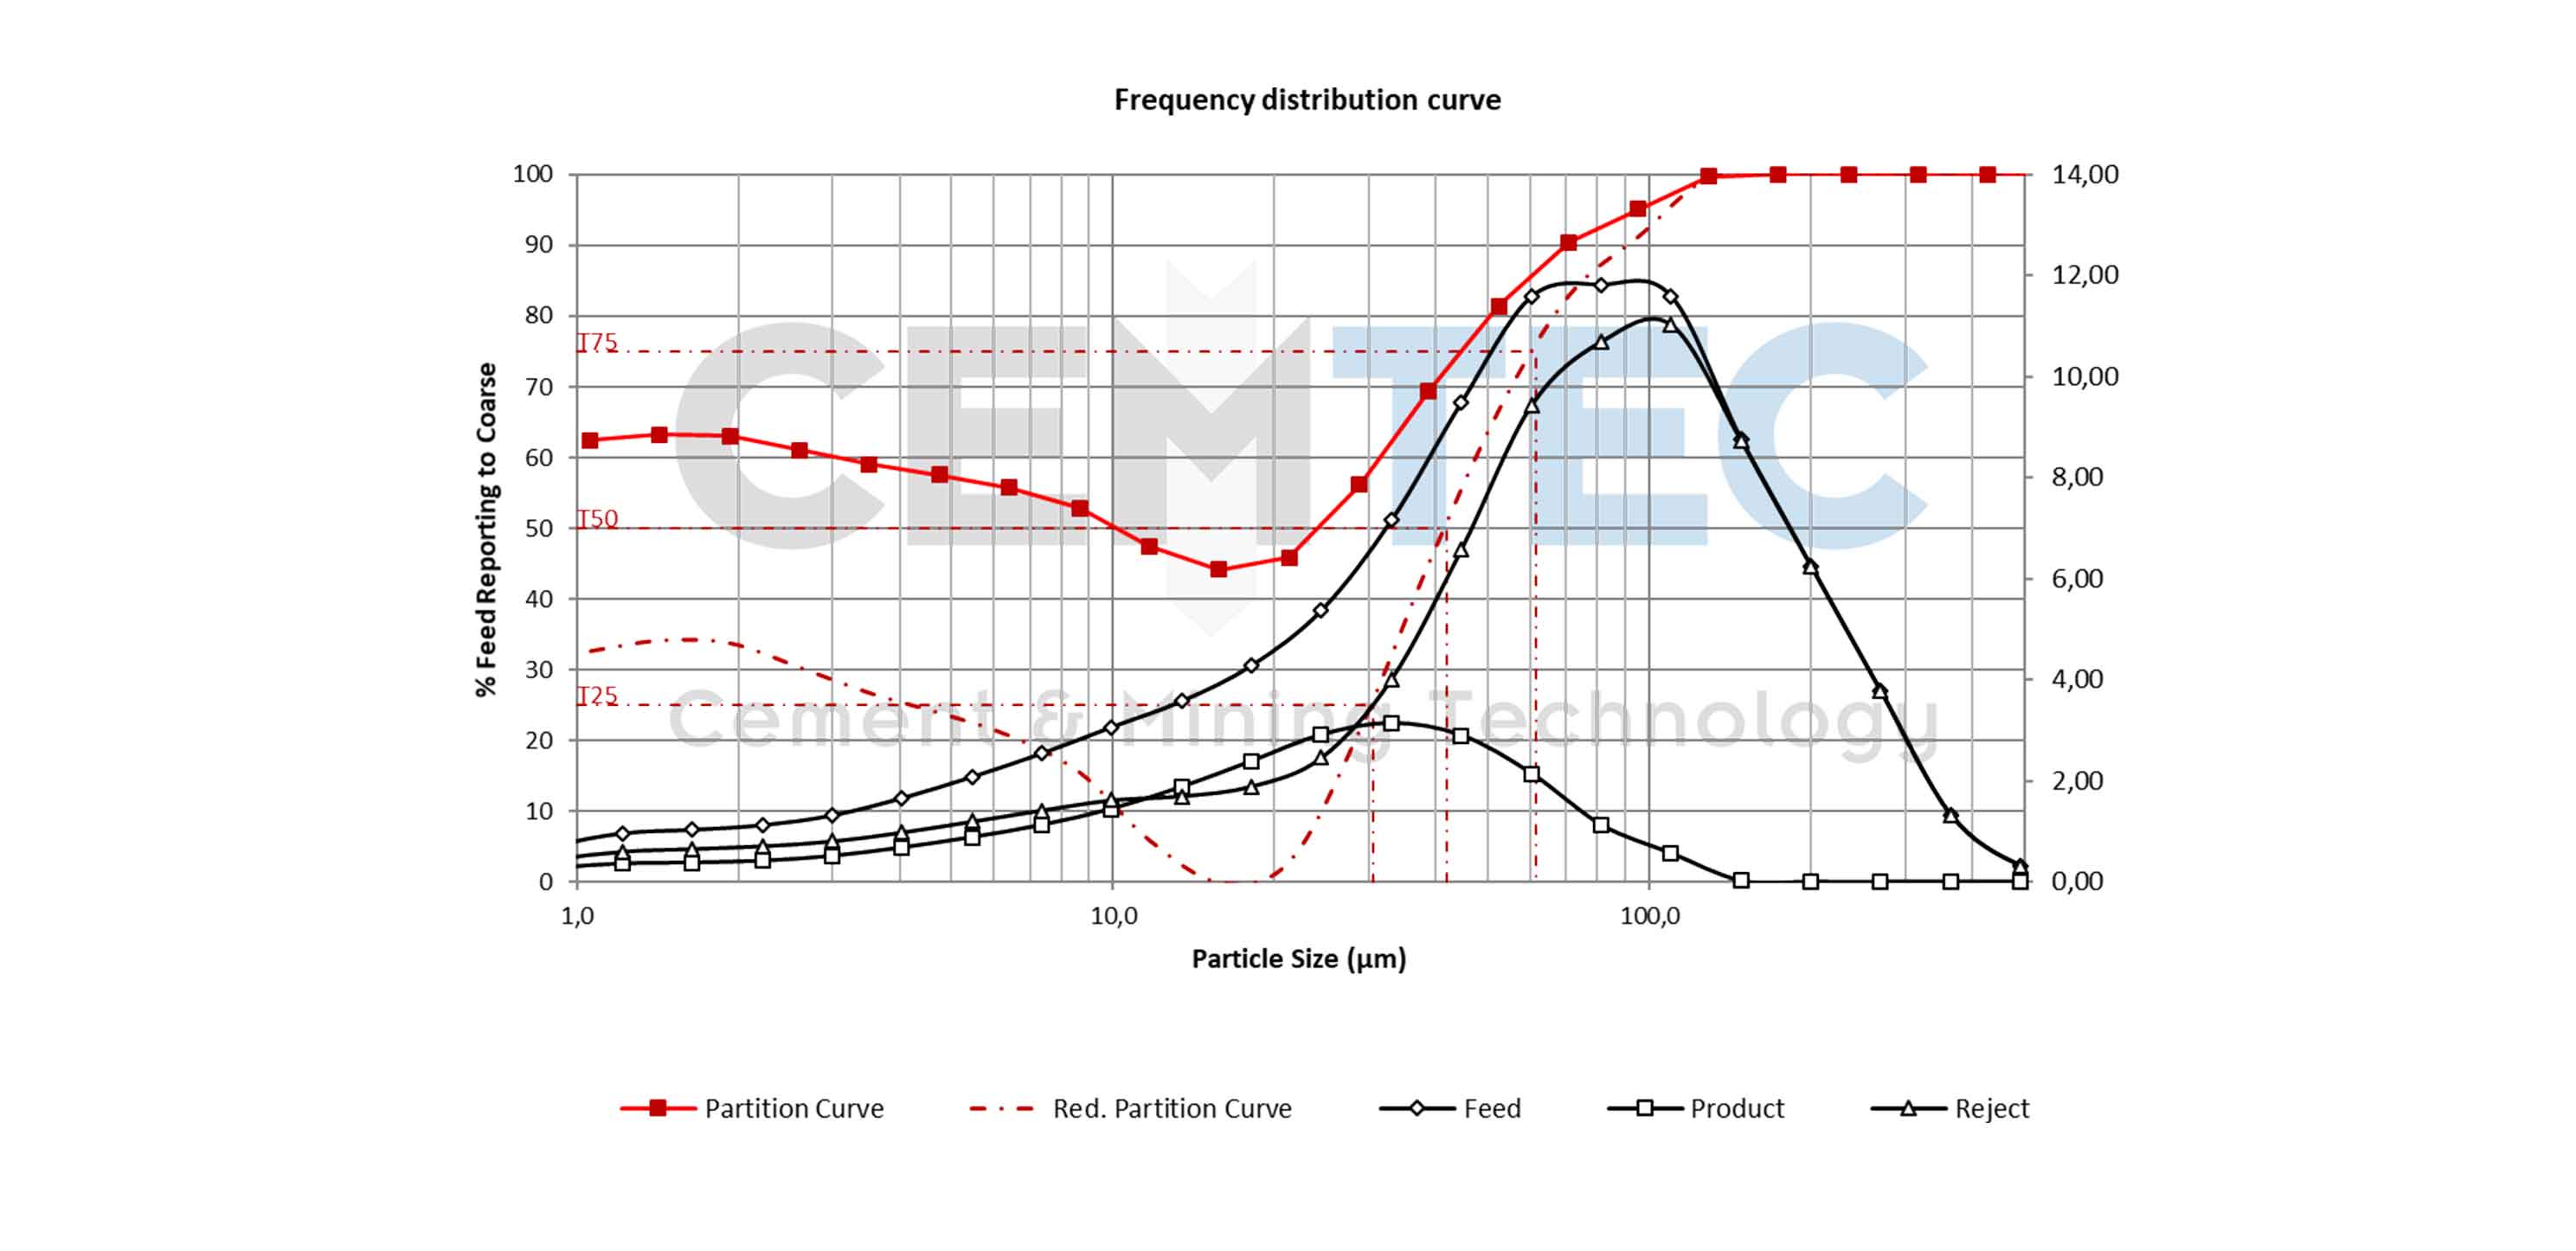 Frequency distribution curve
100
90
80
70
60
50
40
30
20
10
0
14,00
12,00
10,00
8,00
6,00
4,00
2,00
0,00
T75
T50
T25
% Feed Reporting to Coarse
CEMTEC
Cement & Mining Technology
1,0 10,0 100,0
Particle Size (μm)
Partition Curve Red. Partition Curve Feed Product Reject